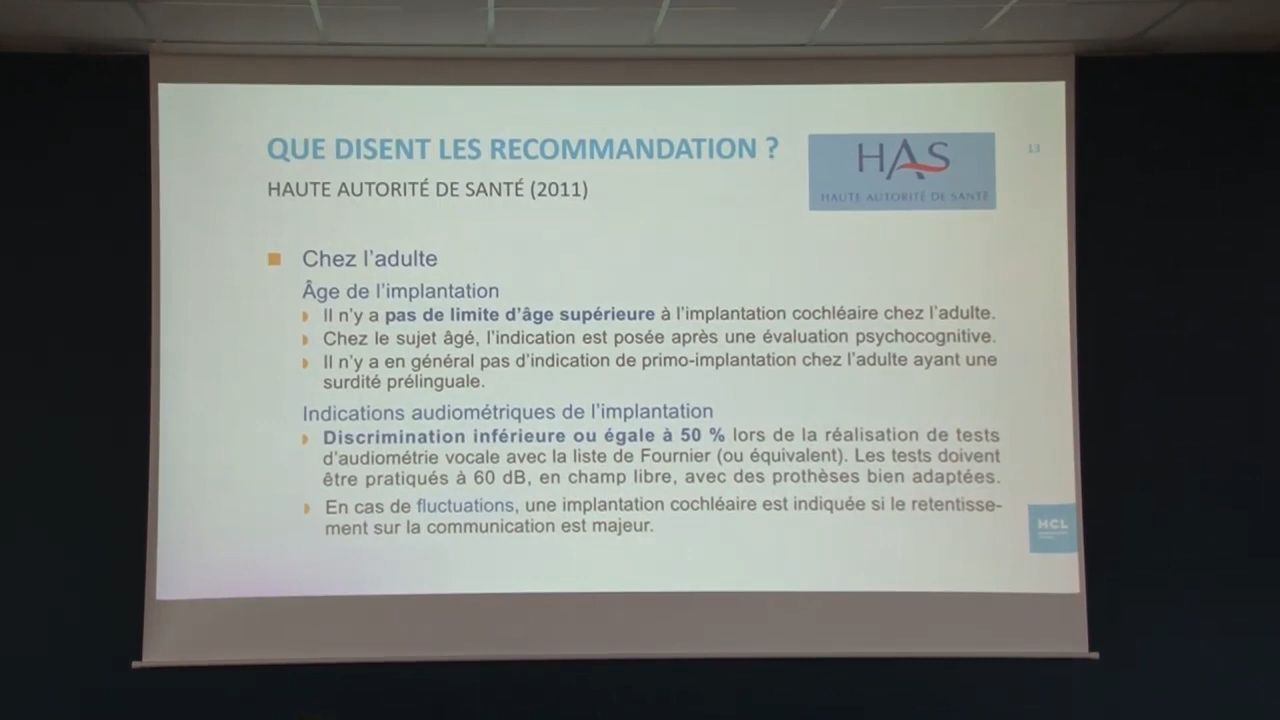 QUE DISENT LES RECOMMANDATION ?
HAUTE AUTORITÉ DE SANTÉ (2011)
HAS
HAUTE AUTORITÉ DE SANTÉ
13
Chez l'adulte
Âge de l'implantation
Il n'y a pas de limite d'âge supérieure à l'implantation cochléaire chez l'adulte.
Chez le sujet âgé, l'indication est posée après une évaluation psychocognitive.
Il n'y a en général pas d'indication de primo-implantation chez l'adulte ayant une
surdité prélinguale.
Indications audiométriques de l'implantation
Discrimination inférieure ou égale à 50 % lors de la réalisation de tests
d'audiométrie vocale avec la liste de Fournier (ou équivalent). Les tests doivent
être pratiqués à 60 dB, en champ libre, avec des prothèses bien adaptées.
En cas de fluctuations, une implantation cochléaire est indiquée si le retentisse-
ment sur la communication est majeur.
HCL